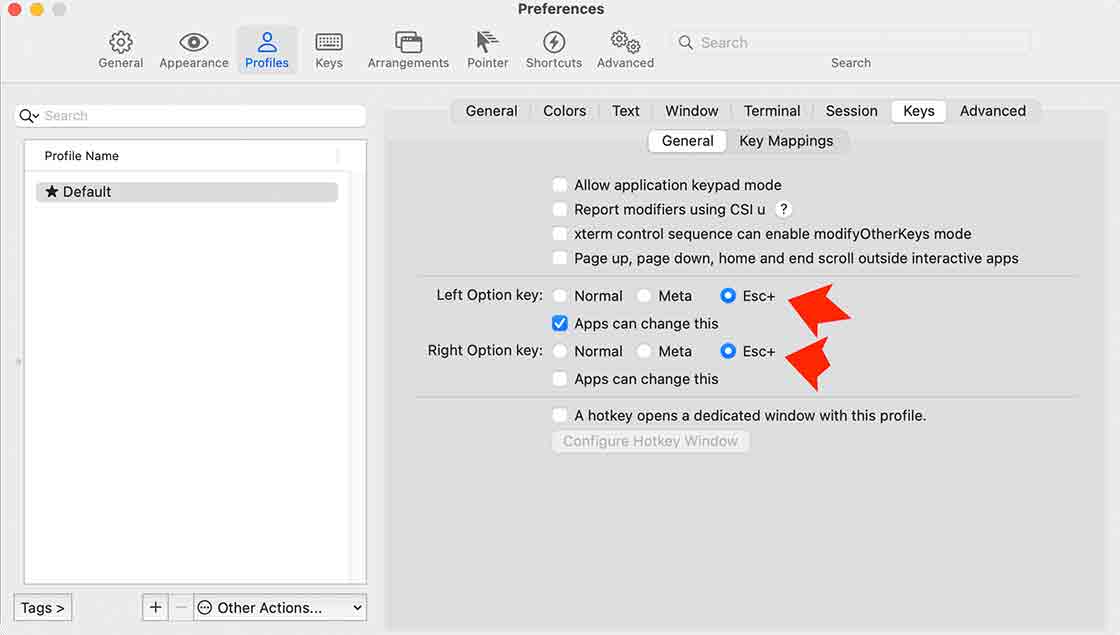 Preferences
General Appearance Profiles Keys Arrangements Pointer Shortcuts Advanced Search
Search
Search
General Colors Text Window Terminal Session Keys Advanced
General Key Mappings
Profile Name
★ Default
Allow application keypad mode
Report modifiers using CSI u ?
xterm control sequence can enable modifyOtherKeys mode
Page up, page down, home and end scroll outside interactive apps
Left Option key: Normal Meta Esc+
Apps can change this
Right Option key: Normal Meta Esc+
Apps can change this
A hotkey opens a dedicated window with this profile.
Configure Hotkey Window
Tags > + − Other Actions...